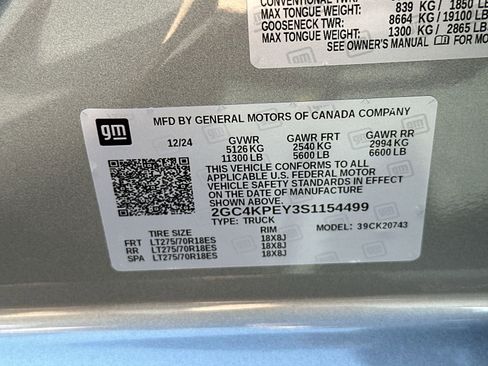 CONVENTIONAL TWR
MAX TONGUE WEIGHT: 839 KG / 1850 LB
GOOSENECK TWR: 8664 KG / 19100 LB
MAX TONGUE WEIGHT: 1300 KG / 2865 LB
SEE OWNER'S MANUAL FOR MO
gm
MFD BY GENERAL MOTORS OF CANADA COMPANY
12/24 GVWR GAWR FRT GAWR RR
5126 KG 2540 KG 2994 KG
11300 LB 5600 LB 6600 LB
THIS VEHICLE CONFORMS TO ALL
APPLICABLE U.S. FEDERAL MOTOR
VEHICLE SAFETY STANDARDS IN EFFECT
ON THE DATE OF MANUFACTURE
SHOWN ABOVE.
2GC4KPEY3S1154499
TYPE: TRUCK MODEL: 39CK20743
TIRE SIZE RIM
FRT LT275/70R18ES 18X8J
RR LT275/70R18ES 18X8J
SPA LT275/70R18ES 18X8J